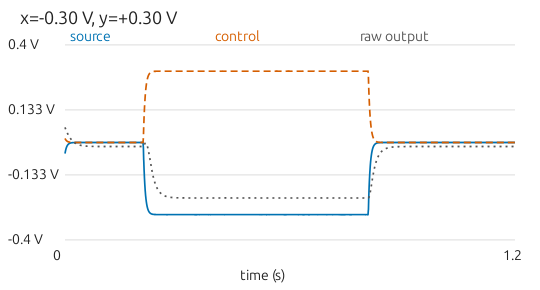 x=-0.30 V, y=+0.30 V
source control raw output
0.4 V
0.133 V
-0.133 V
-0.4 V
0 1.2
time (s)